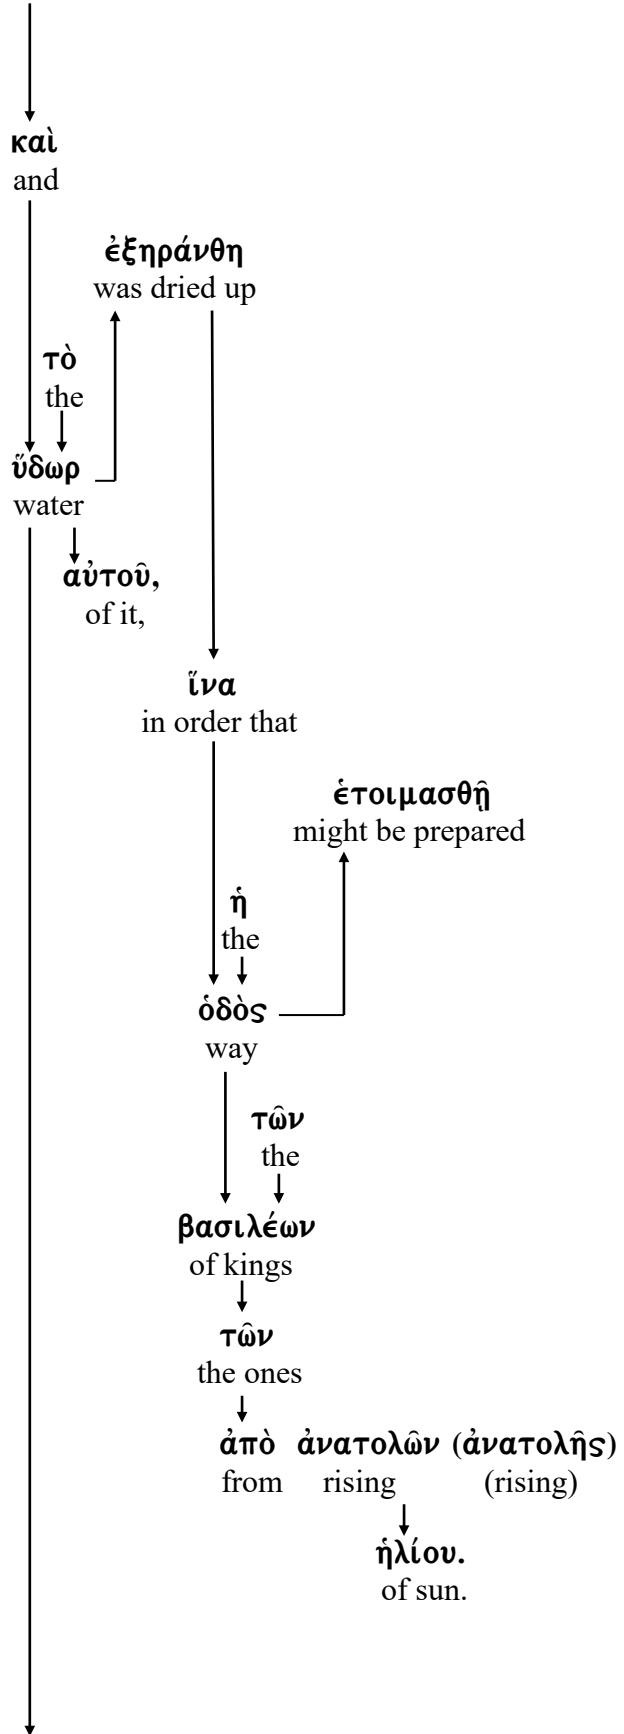 καὶ
and
ἐξηράνθη
was dried up
τὸ
the
ὕδωρ
water
αὐτοῦ,
of it,
ἵνα
in order that
ἑτοιμασθῇ
might be prepared
ἡ
the
ὁδὸς
way
τῶν
the
βασιλέων
of kings
τῶν
the ones
ἀπὸ ἀνατολῶν (ἀνατολῆς)
from rising (rising)
ἡλίου.
of sun.